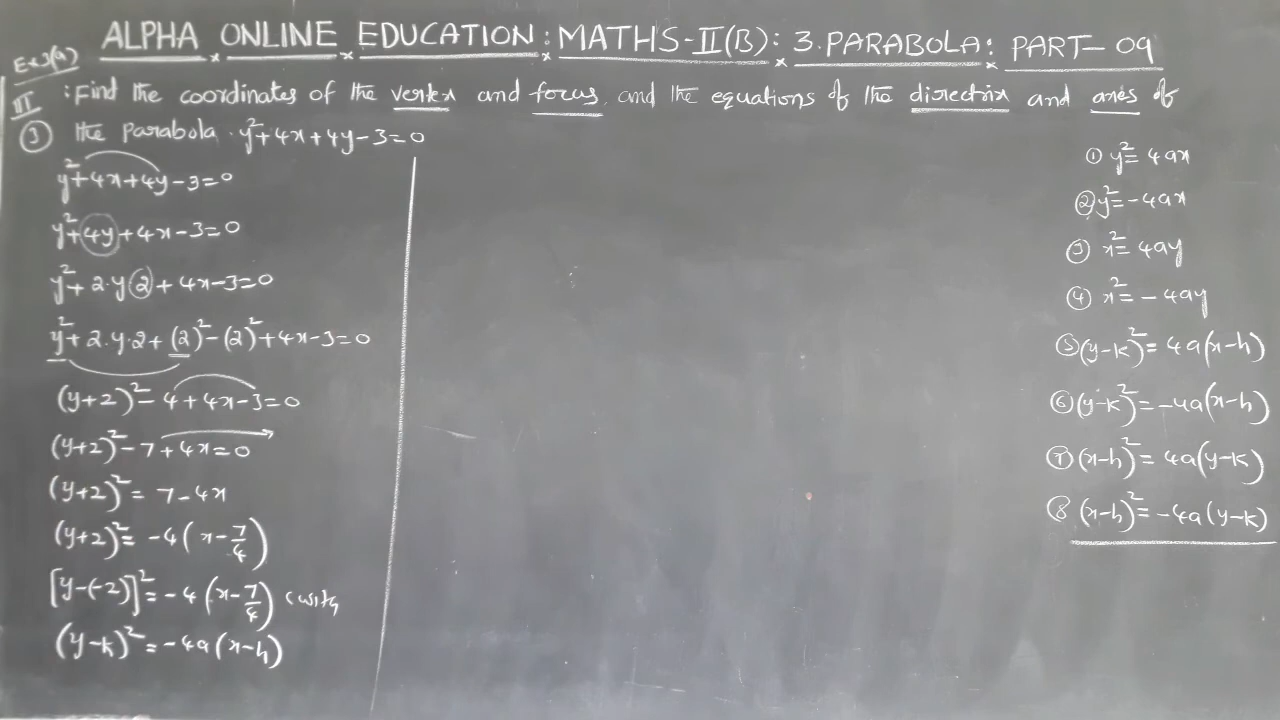 ALPHA ONLINE EDUCATION: MATHS-II(B): 3.PARABOLA: PART-09
Ex3(a)
III :Find the coordinates of the vertex and focus, and the equations of the directrix and axes of
③ the Parabola. y²+4x+4y-3=0
y²+4x+4y-3=0
y²+4y+4x-3=0
y²+2.y(2)+4x-3=0
y²+2.y.2+(2)²-(2)²+4x-3=0
(y+2)²-4+4x-3=0
(y+2)²-7+4x=0
(y+2)²=7-4x
(y+2)²=-4(x-7/4)
[y-(-2)]²=-4(x-7/4) (with
(y-k)²=-4a(x-h)
① y²=4ax
② y²=-4ax
③ x²=4ay
④ x²=-4ay
⑤ (y-k)²=4a(x-h)
⑥ (y-k)²=-4a(x-h)
⑦ (x-h)²=4a(y-k)
⑧ (x-h)²=-4a(y-k)